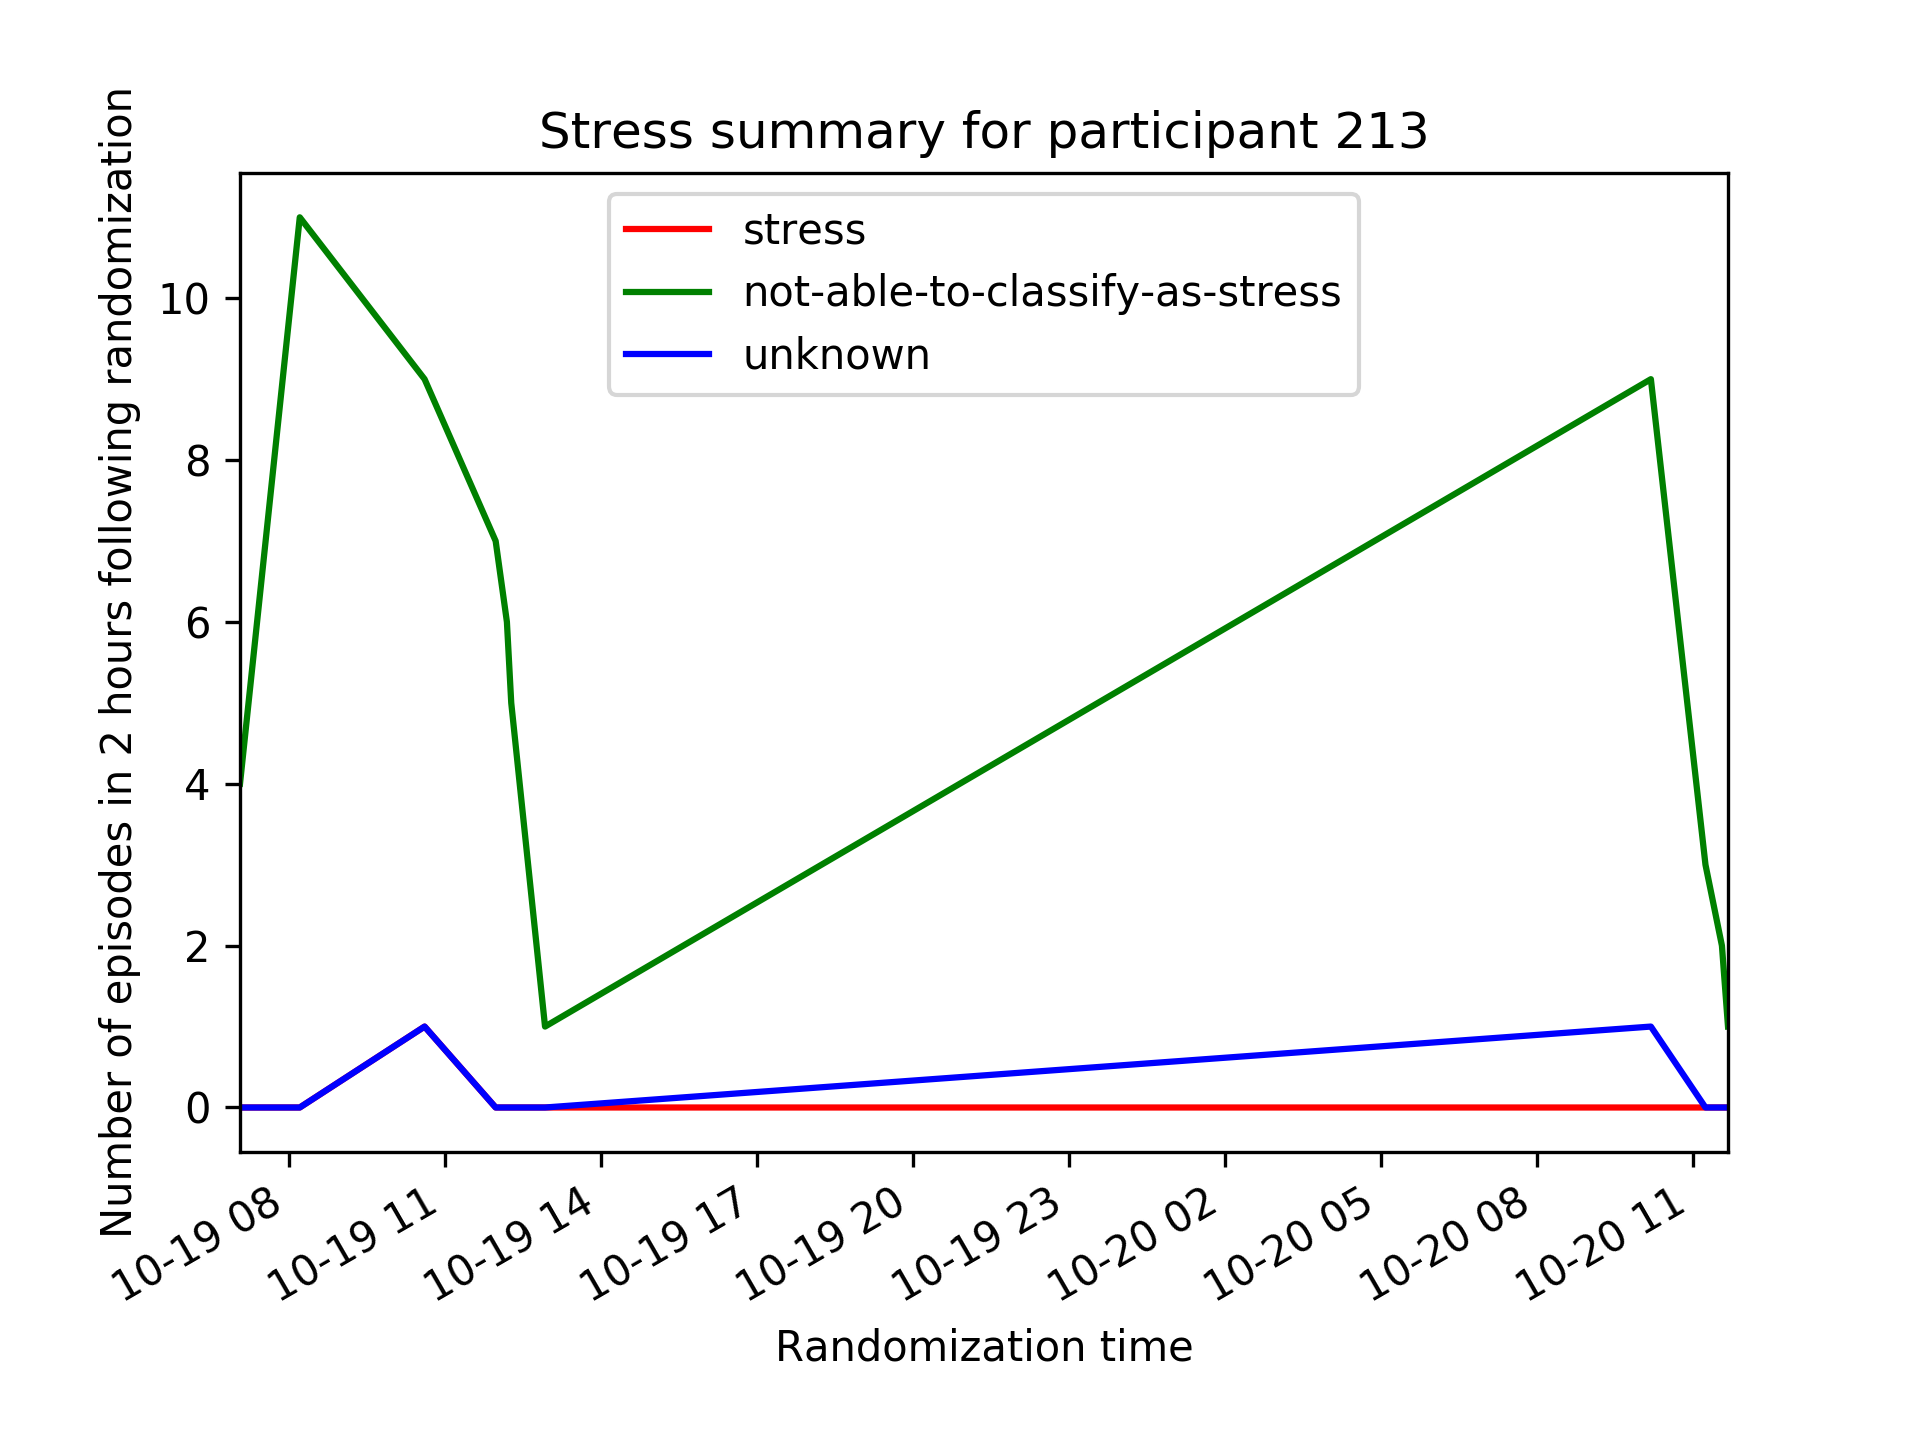 Stress summary for participant 213
Number of episodes in 2 hours following randomization
stress
not-able-to-classify-as-stress
unknown
10
8
6
4
2
0
10-19 08
10-19 11
10-19 14
10-19 17
10-19 20
10-19 23
10-20 02
10-20 05
10-20 08
10-20 11
Randomization time